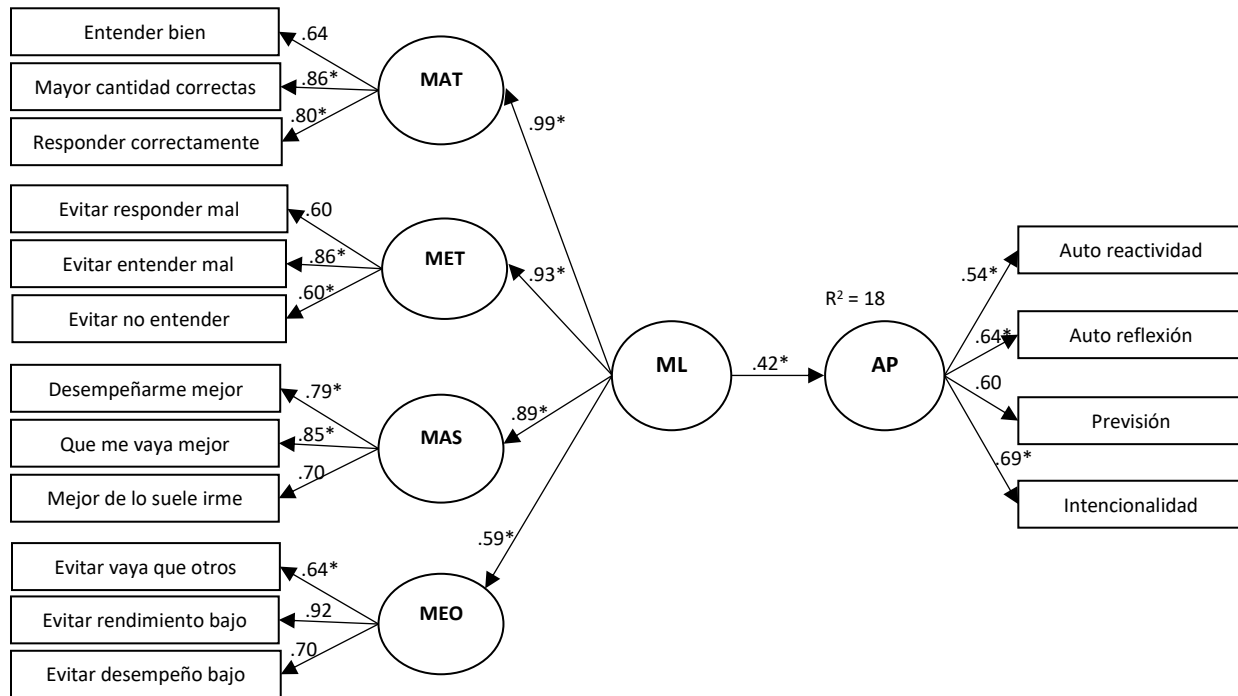 Entender bien
.64
MAT
Mayor cantidad correctas
.86*
.80*
Responder correctamente
.99*
Evitar responder mal
.60
MET
Evitar entender mal
.86*
.60*
Evitar no entender
.93*
Desempeñarme mejor
.79*
MAS
Que me vaya mejor
.85*
.70
Mejor de lo suele irme
.89*
Evitar vaya que otros
.64*
MEO
Evitar rendimiento bajo
.92
.70
Evitar desempeño bajo
.59*
ML
.42*
R² = 18
AP
.54*
Auto reactividad
.64*
Auto reflexión
.60
Previsión
.69*
Intencionalidad